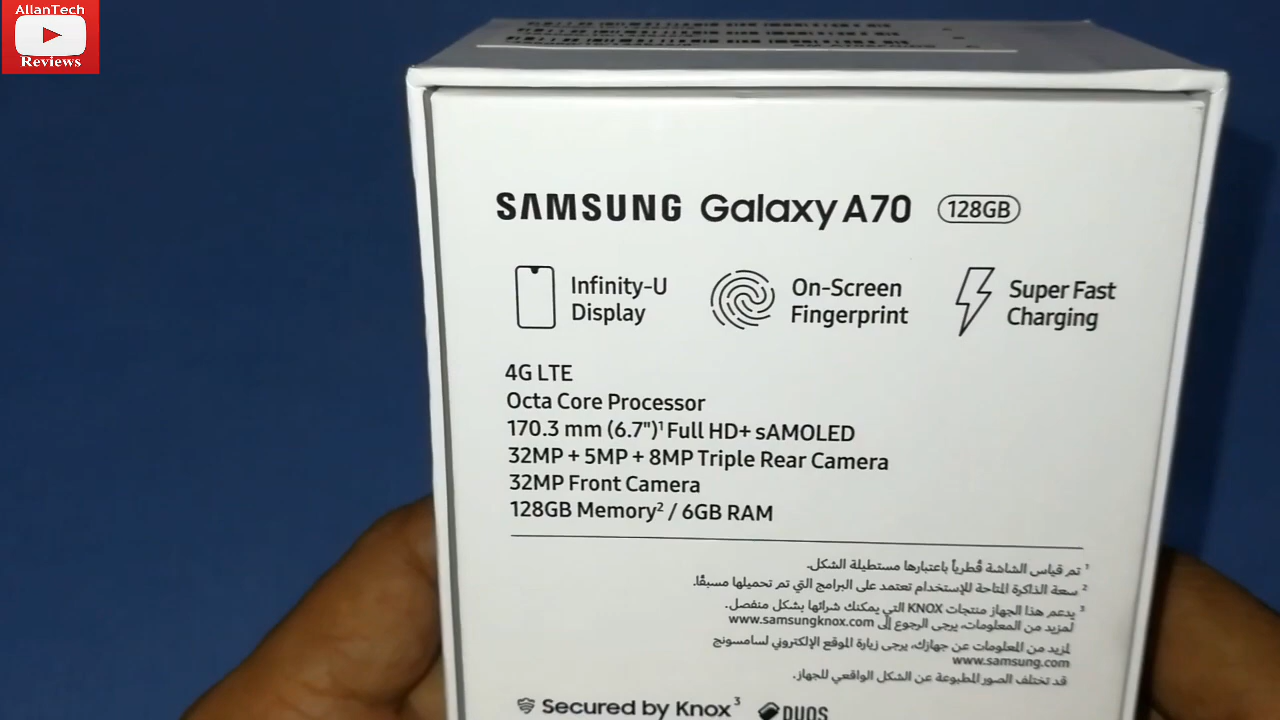 AllanTech
Reviews
SAMSUNG Galaxy A70 128GB
Infinity-U
Display
On-Screen
Fingerprint
Super Fast
Charging
4G LTE
Octa Core Processor
170.3 mm (6.7")¹ Full HD+ sAMOLED
32MP + 5MP + 8MP Triple Rear Camera
32MP Front Camera
128GB Memory² / 6GB RAM
¹ تم قياس الشاشة قُطرياً باعتبارها مستطيلة الشكل.
² سعة الذاكرة المتاحة للإستخدام تعتمد على البرامج التي تم تحميلها مسبقًا.
³ يدعم هذا الجهاز منتجات KNOX التي يمكنك شرائها بشكل منفصل.
لمزيد من المعلومات، يرجى الرجوع إلى www.samsungknox.com
لمزيد من المعلومات عن جهازك، يرجى زيارة الموقع الإلكتروني لسامسونج
www.samsung.com
قد تختلف الصور المطبوعة عن الشكل الواقعي للجهاز.
Secured by Knox³
DUOS